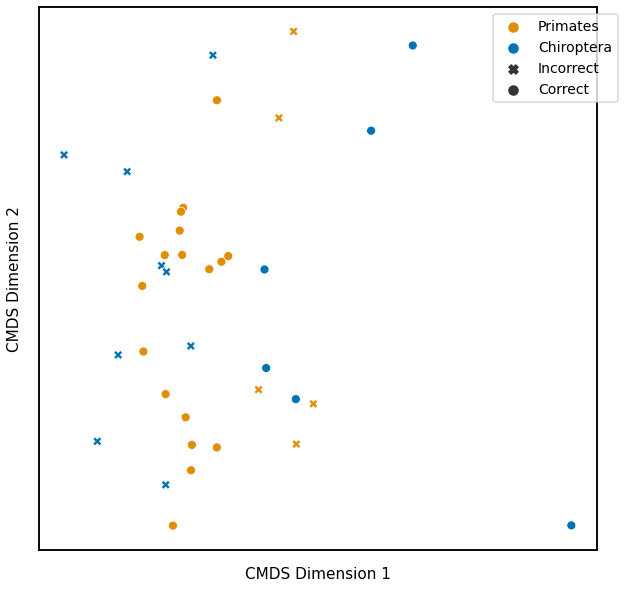 Primates
Chiroptera
Incorrect
Correct
CMDS Dimension 2
CMDS Dimension 1